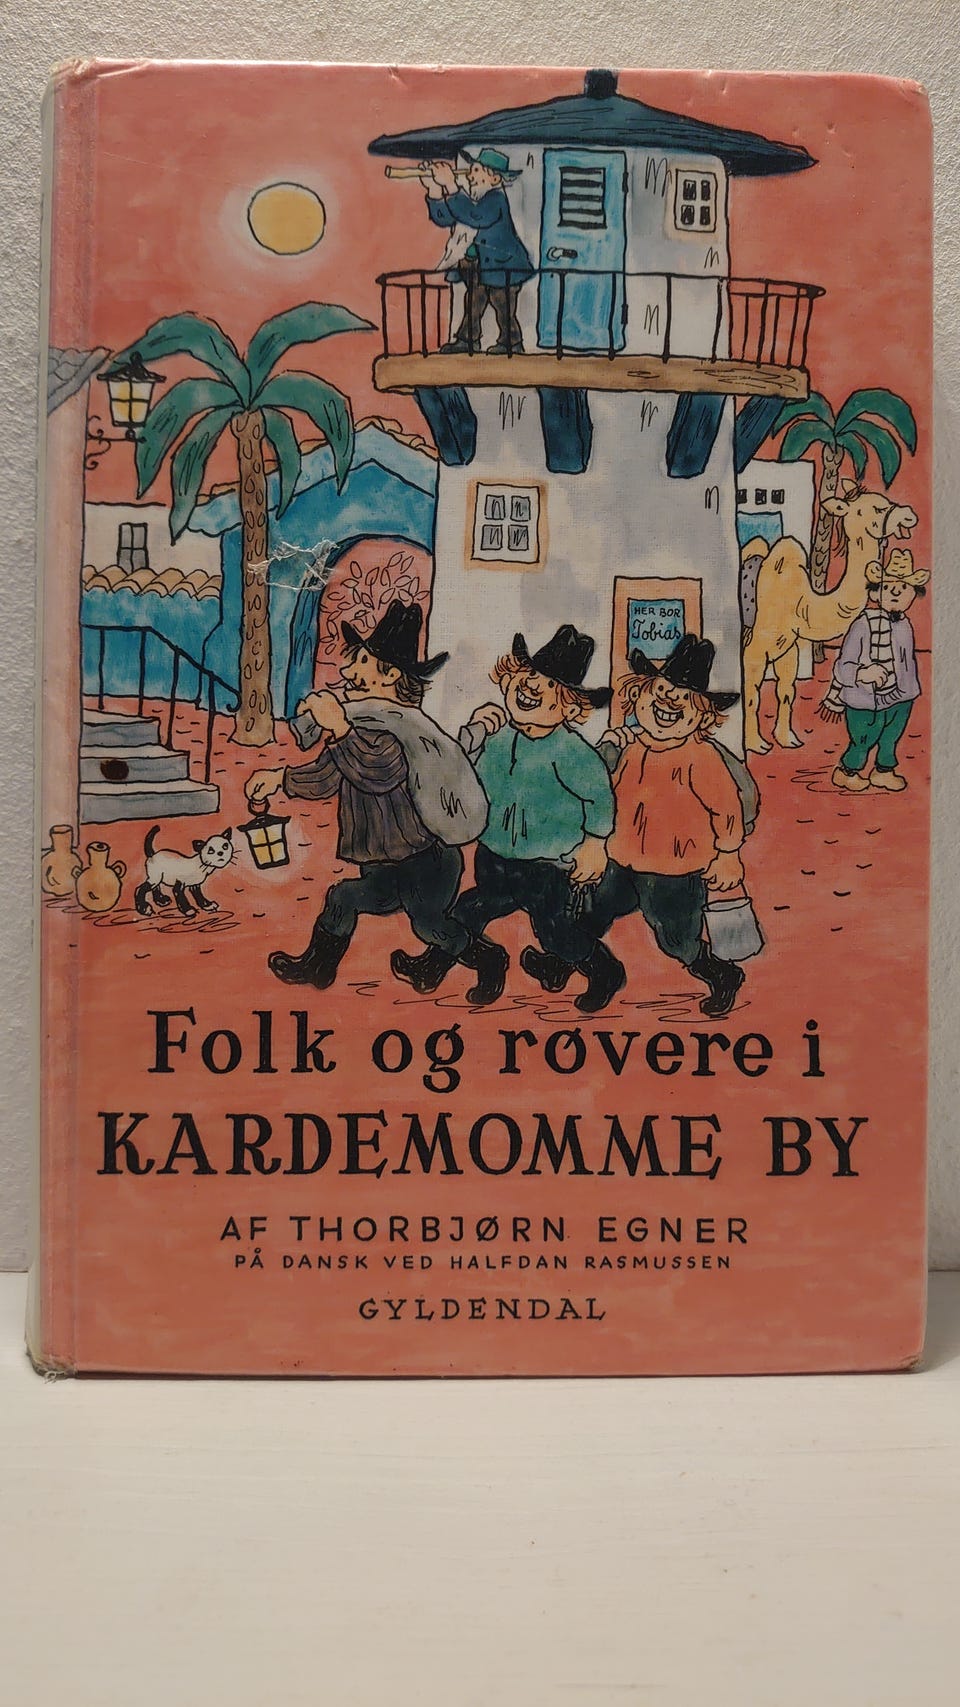 HER BOR
Tobias
Folk og røvere i
KARDEMOMME BY
AF THORBJØRN EGNER
PÅ DANSK VED HALFDAN RASMUSSEN
GYLDENDAL